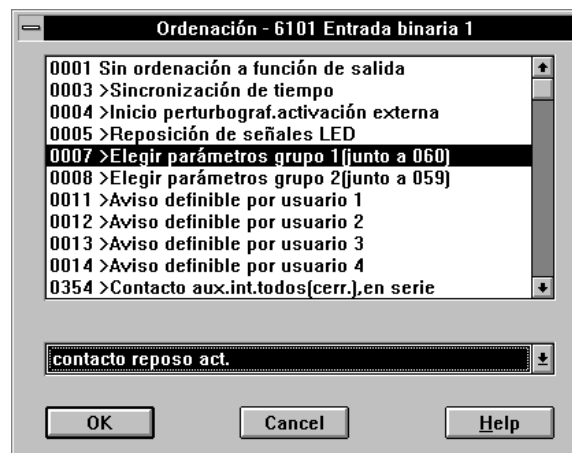 Ordenación - 6101 Entrada binaria 1
0001 Sin ordenación a función de salida
0003 >Sincronización de tiempo
0004 >Inicio perturbograf.activación externa
0005 >Reposición de señales LED
0007 >Elegir parámetros grupo 1(junto a 060)
0008 >Elegir parámetros grupo 2(junto a 059)
0011 >Aviso definible por usuario 1
0012 >Aviso definible por usuario 2
0013 >Aviso definible por usuario 3
0014 >Aviso definible por usuario 4
0354 >Contacto aux.int.todos(cerr.),en serie
contacto reposo act.
OK
Cancel
Help